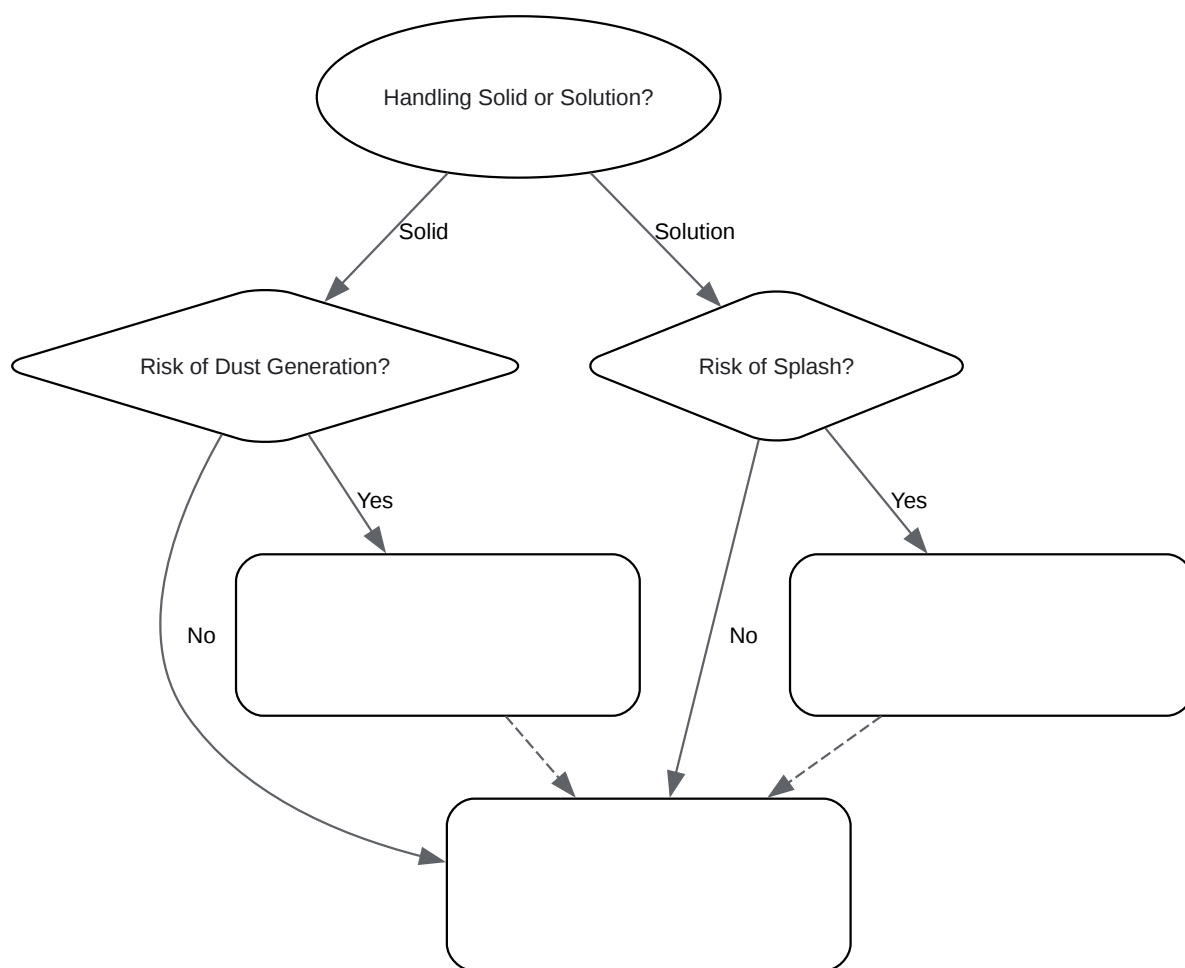 Handling Solid or Solution?
Solid
Solution
Risk of Dust Generation?
Risk of Splash?
Yes
Yes
No
No